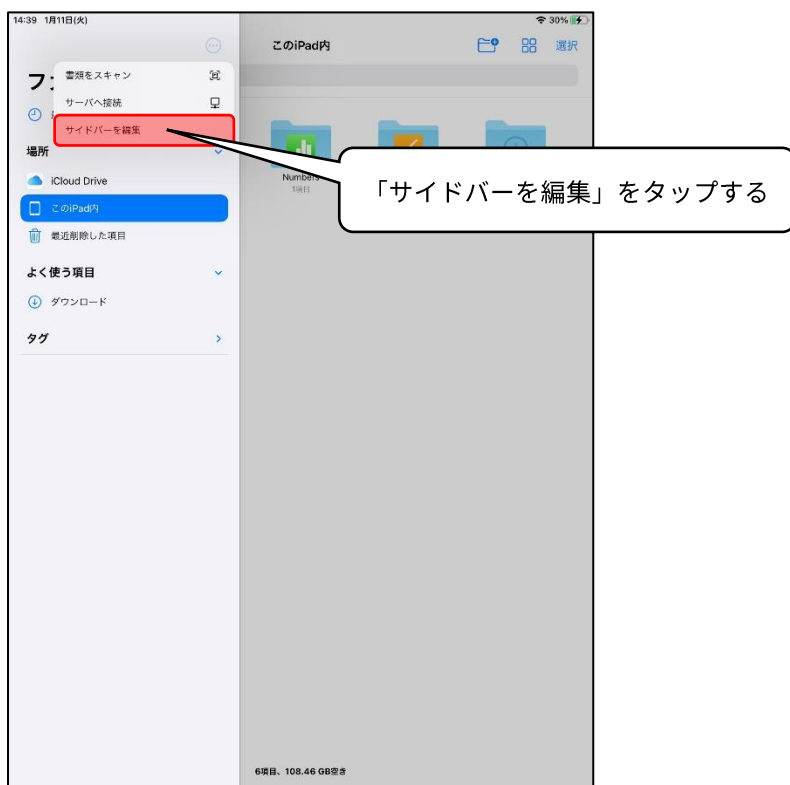 14:39 1月11日(火)
30%
このiPad内
選択
書類をスキャン
サーバへ接続
サイドバーを編集
場所
iCloud Drive
このiPad内
最近削除した項目
よく使う項目
ダウンロード
タグ
Numbers
1項目
「サイドバーを編集」をタップする
6項目、108.46 GB空き